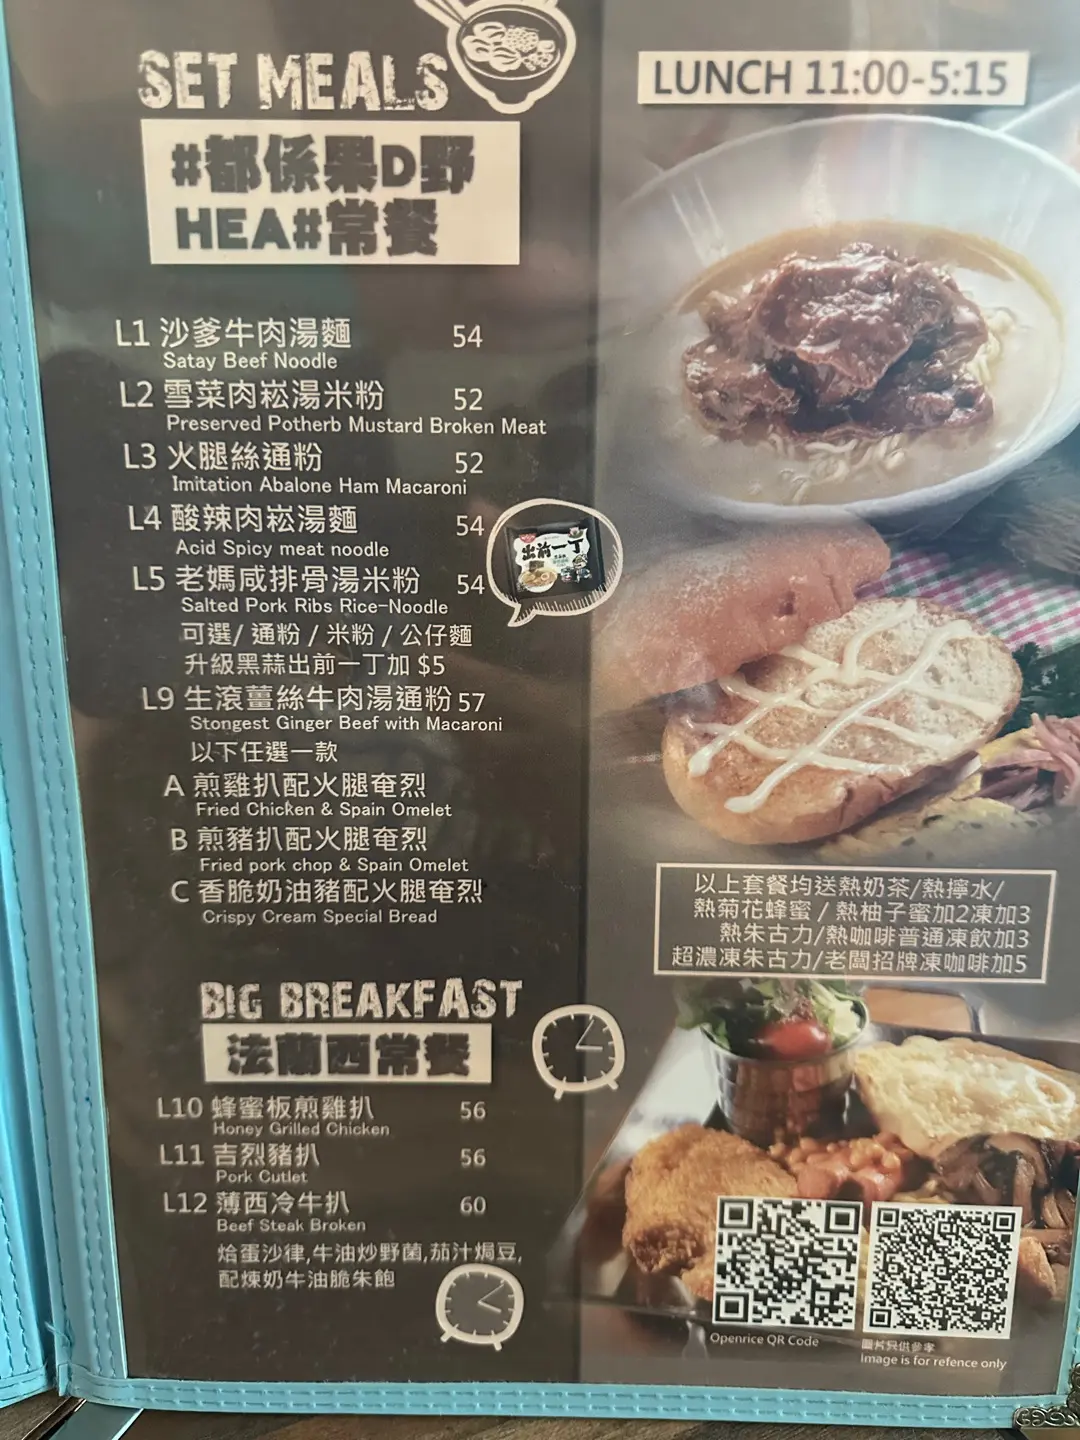 SET MEALS
#都係果D野
HEA#常餐
L1 沙爹牛肉湯麵 54
Satay Beef Noodle
L2 雪菜肉崧湯米粉 52
Preserved Potherb Mustard Broken Meat
L3 火腿絲通粉 52
Imitation Abalone Ham Macaroni
L4 酸辣肉崧湯麵 54
Acid Spicy meat noodle
出前一丁
L5 老媽咸排骨湯米粉 54
Salted Pork Ribs Rice-Noodle
可選/ 通粉 / 米粉 / 公仔麵
升級黑蒜出前一丁加 $5
L9 生滾薑絲牛肉湯通粉 57
Stongest Ginger Beef with Macaroni
以下任選一款
A 煎雞扒配火腿奄烈
Fried Chicken & Spain Omelet
B 煎豬扒配火腿奄烈
Fried pork chop & Spain Omelet
C 香脆奶油豬配火腿奄烈
Crispy Cream Special Bread
BIG BREAKFAST
法蘭西常餐
L10 蜂蜜板煎雞扒 56
Honey Grilled Chicken
L11 吉烈豬扒 56
Pork Cutlet
L12 薄西冷牛扒 60
Beef Steak Broken
烚蛋沙律,牛油炒野菌,茄汁焗豆,
配煉奶牛油脆朱飽
LUNCH 11:00-5:15
以上套餐均送熱奶茶/熱擰水/
熱菊花蜂蜜 / 熱柚子蜜加2凍加3
熱朱古力/熱咖啡普通凍飲加3
超濃凍朱古力/老闆招牌凍咖啡加5
Openrice QR Code
圖片只供參考
Image is for refence only